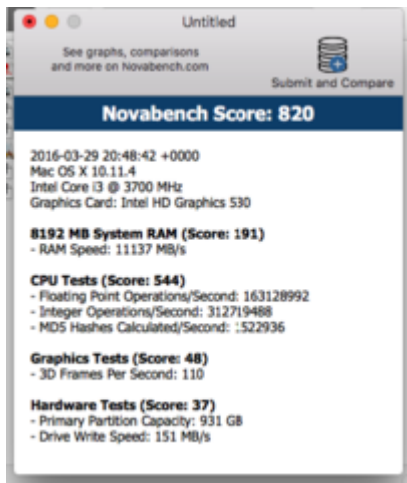 Untitled
See graphs, comparisons
and more on Novabench.com
Submit and Compare
Novabench Score: 820
2016-03-29 20:48:42 +0000
Mac OS X 10.11.4
Intel Core i3 @ 3700 MHz
Graphics Card: Intel HD Graphics 530
8192 MB System RAM (Score: 191)
- RAM Speed: 11137 MB/s
CPU Tests (Score: 544)
- Floating Point Operations/Second: 163128992
- Integer Operations/Second: 312719488
- MD5 Hashes Calculated/Second: 1522936
Graphics Tests (Score: 48)
- 3D Frames Per Second: 110
Hardware Tests (Score: 37)
- Primary Partition Capacity: 931 GB
- Drive Write Speed: 151 MB/s